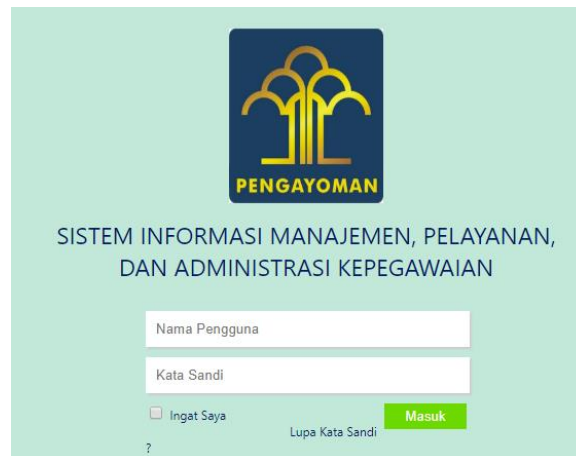 PENGAYOMAN
SISTEM INFORMASI MANAJEMEN, PELAYANAN,
DAN ADMINISTRASI KEPEGAWAIAN
Nama Pengguna
Kata Sandi
Ingat Saya
Masuk
Lupa Kata Sandi
?